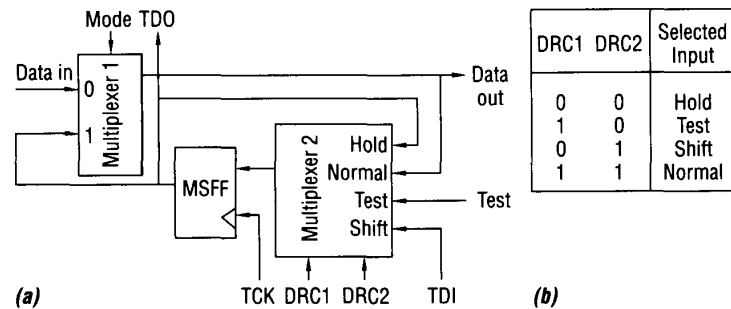 Mode TDO
Data in
0
1
Multiplexer 1
Data
out
MSFF
Multiplexer 2
Hold
Normal
Test
Shift
Test
TCK DRC1 DRC2 TDI
(a)
DRC1 DRC2 Selected
Input
0 0 Hold
1 0 Test
0 1 Shift
1 1 Normal
(b)